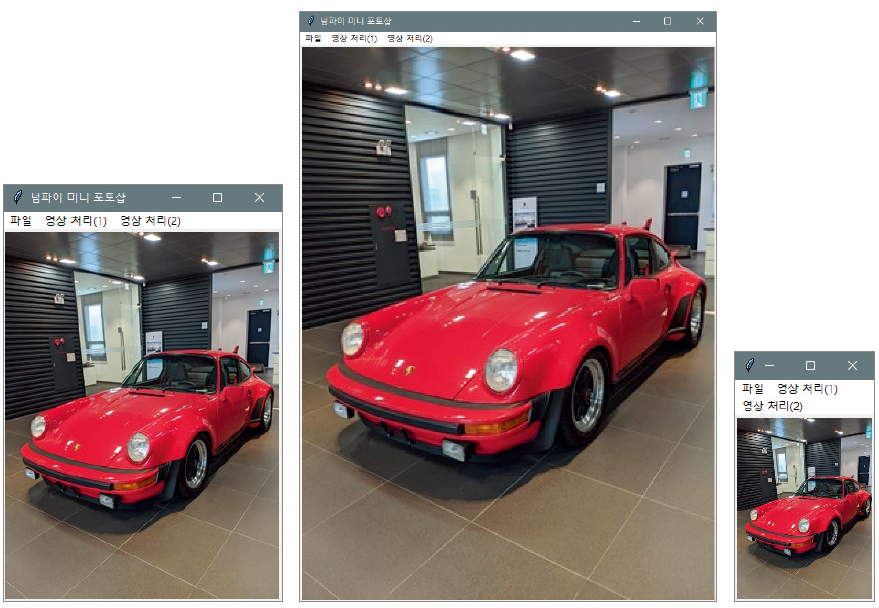 넘파이 미니 포토샵
파일 영상 처리(1) 영상 처리(2)
넘파이 미니 포토샵
파일 영상 처리(1) 영상 처리(2)
파일 영상 처리(1)
영상 처리(2)